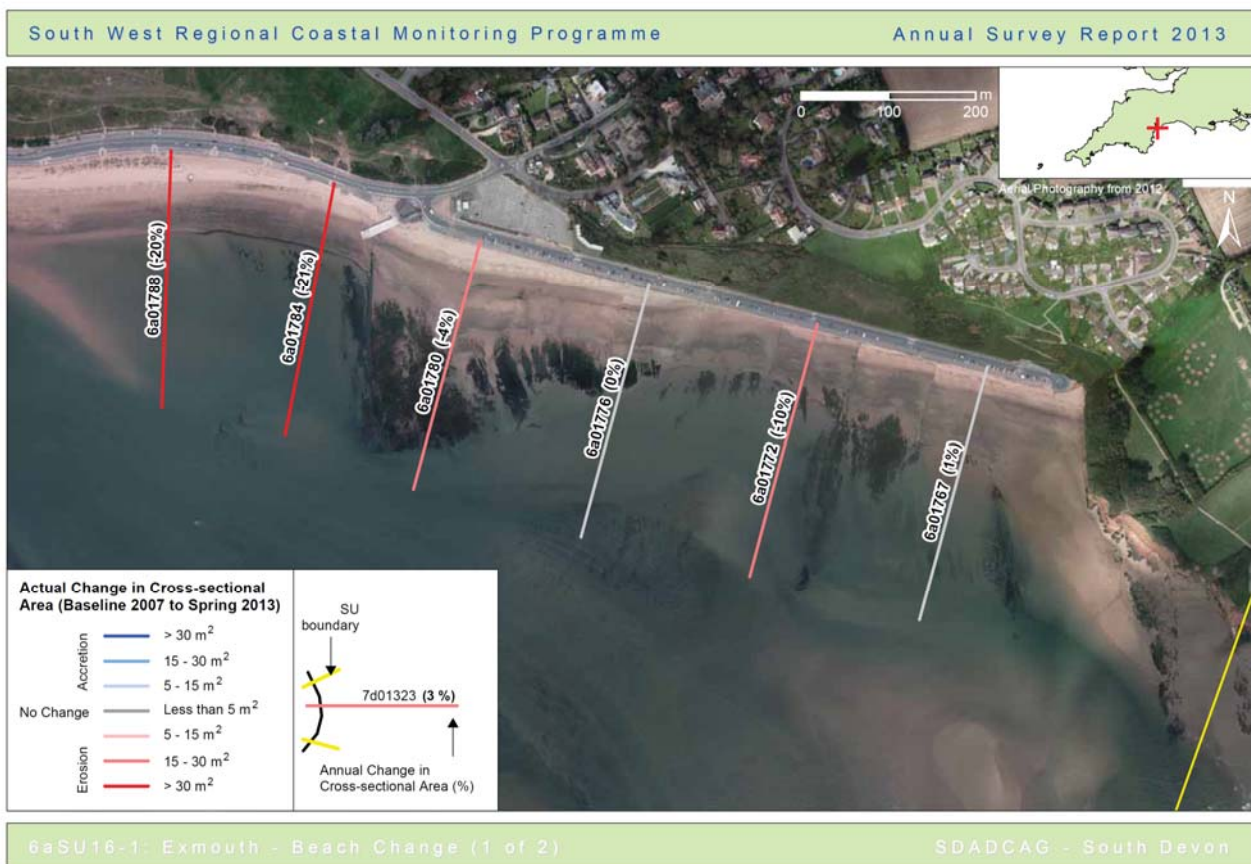 South West Regional Coastal Monitoring Programme
Annual Survey Report 2013
m
0 100 200
Aerial Photography from 2012
N
6a01788 (-20%)
6a01784 (-21%)
6a01780 (-4%)
6a01776 (0%)
6a01772 (-10%)
6a01767 (1%)
Actual Change in Cross-sectional
Area (Baseline 2007 to Spring 2013)
Accretion
> 30 m²
15 - 30 m²
5 - 15 m²
No Change
Less than 5 m²
Erosion
5 - 15 m²
15 - 30 m²
> 30 m²
SU
boundary
7d01323 (3 %)
Annual Change in
Cross-sectional Area (%)
6aSU16-1: Exmouth - Beach Change (1 of 2)
SDADCAG - South Devon